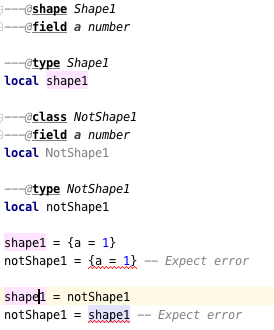 ---@shape Shape1
---@field a number
---@type Shape1
local shape1
---@class NotShape1
---@field a number
local NotShape1
---@type NotShape1
local notShape1
shape1 = {a = 1}
notShape1 = {a = 1} -- Expect error
shape1 = notShape1
notShape1 = shape1 -- Expect error